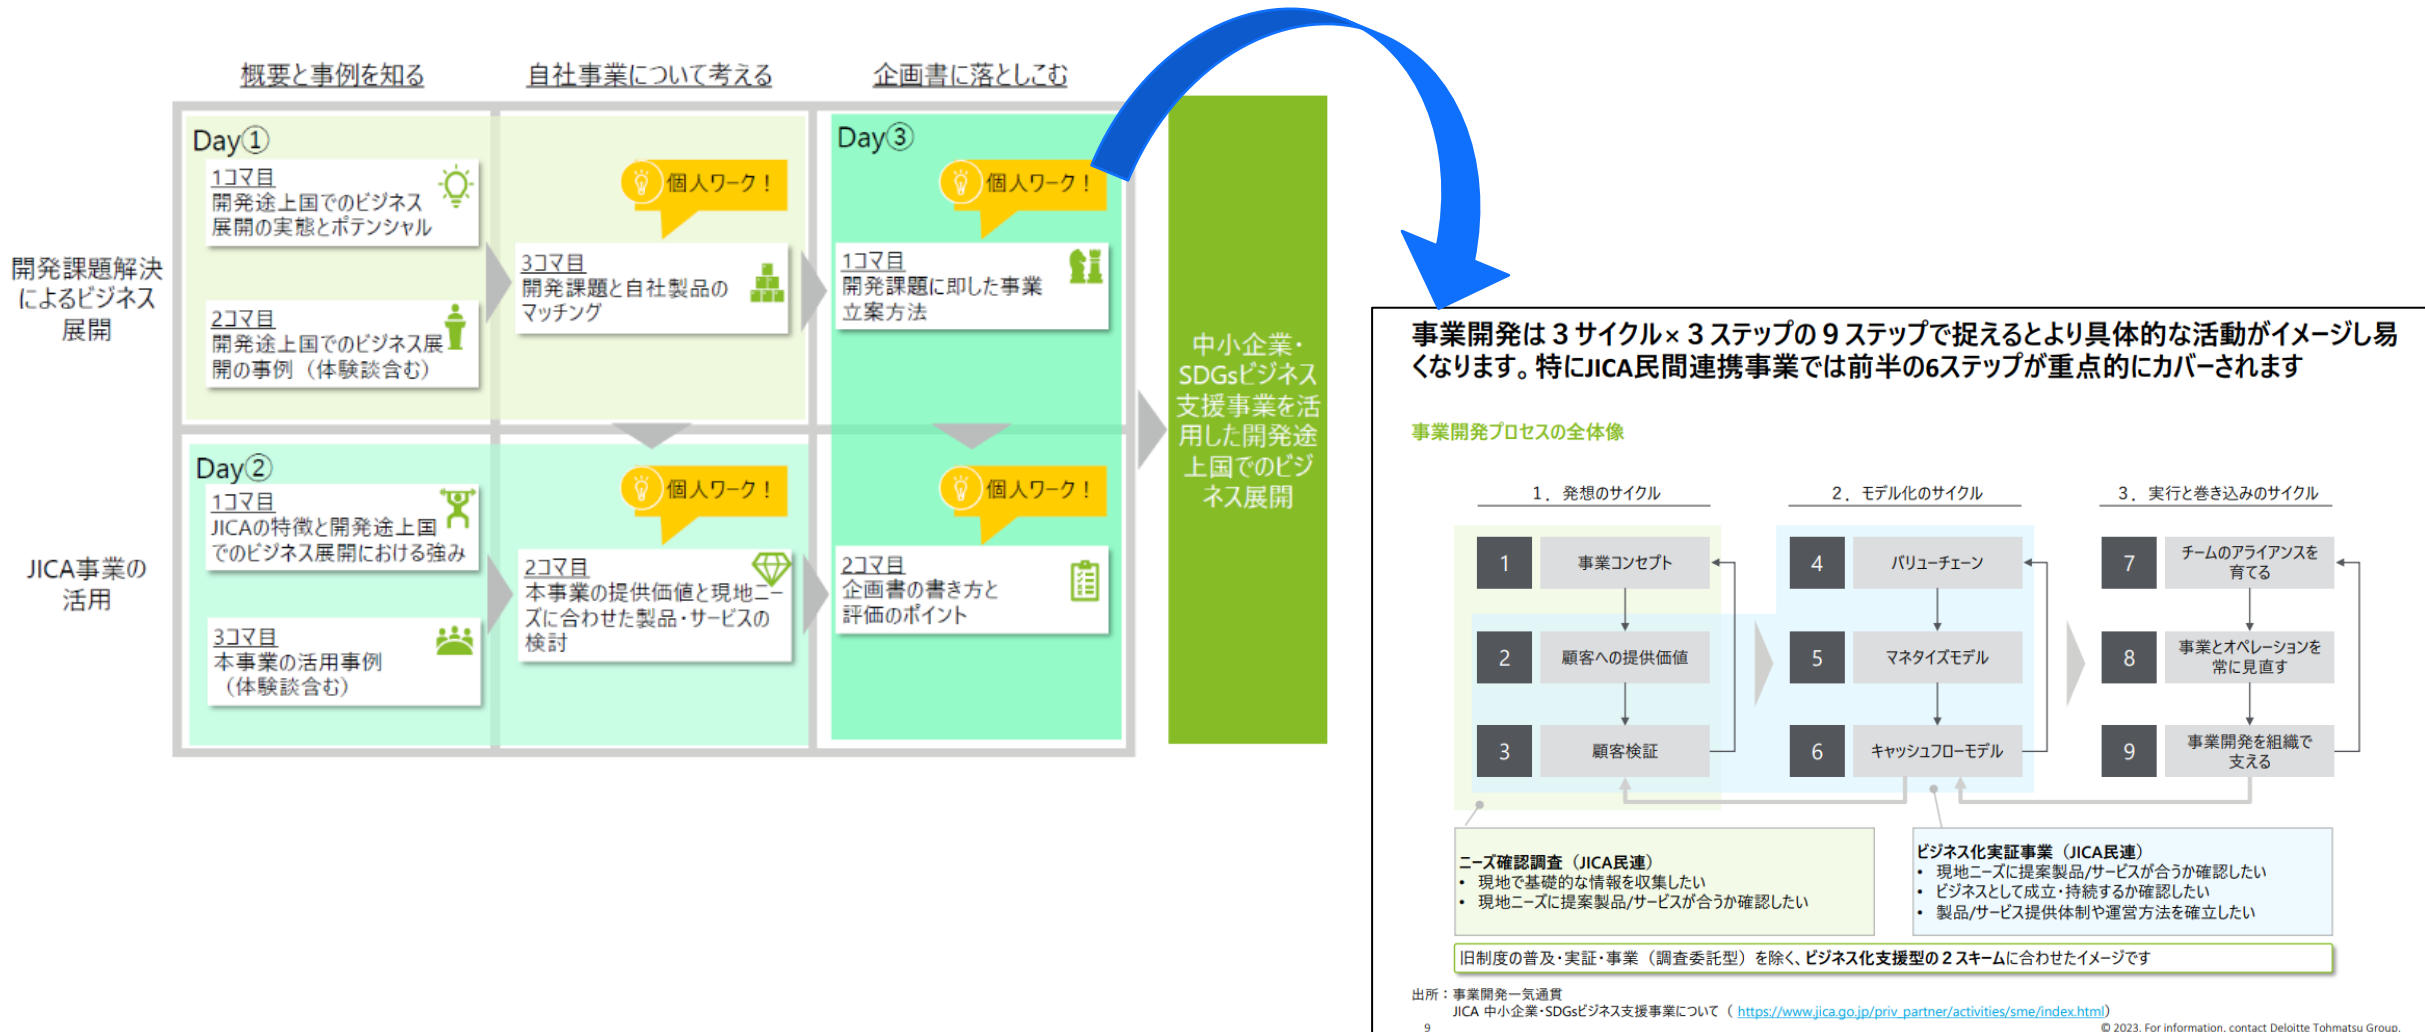 概要と事例を知る
自社事業について考える
企画書に落としこむ
開発課題解決
によるビジネス
展開
Day①
1コマ目
開発途上国でのビジネス
展開の実態とポテンシャル
2コマ目
開発途上国でのビジネス展
開の事例（体験談含む）
個人ワーク！
3コマ目
開発課題と自社製品の
マッチング
Day③
個人ワーク！
1コマ目
開発課題に即した事業
立案方法
JICA事業の
活用
Day②
1コマ目
JICAの特徴と開発途上国
でのビジネス展開における強み
3コマ目
本事業の活用事例
（体験談含む）
個人ワーク！
2コマ目
本事業の提供価値と現地ニー
ズに合わせた製品・サービスの
検討
個人ワーク！
2コマ目
企画書の書き方と
評価のポイント
中小企業・
SDGsビジネス
支援事業を活
用した開発途
上国でのビジ
ネス展開
事業開発は３サイクル×３ステップの９ステップで捉えるとより具体的な活動がイメージし易
くなります。特にJICA民間連携事業では前半の6ステップが重点的にカバーされます
事業開発プロセスの全体像
1．発想のサイクル
1
事業コンセプト
2
顧客への提供価値
3
顧客検証
2．モデル化のサイクル
4
バリューチェーン
5
マネタイズモデル
6
キャッシュフローモデル
3．実行と巻き込みのサイクル
7
チームのアライアンスを
育てる
8
事業とオペレーションを
常に見直す
9
事業開発を組織で
支える
ニーズ確認調査（JICA民連）
• 現地で基礎的な情報を収集したい
• 現地ニーズに提案製品/サービスが合うか確認したい
ビジネス化実証事業（JICA民連）
• 現地ニーズに提案製品/サービスが合うか確認したい
• ビジネスとして成立・持続するか確認したい
• 製品/サービス提供体制や運営方法を確立したい
旧制度の普及・実証・事業（調査委託型）を除く、ビジネス化支援型の２スキームに合わせたイメージです
出所：事業開発一気通貫
JICA 中小企業・SDGsビジネス支援事業について（ https://www.jica.go.jp/priv_partner/activities/sme/index.html）
9
© 2023. For information, contact Deloitte Tohmatsu Group.